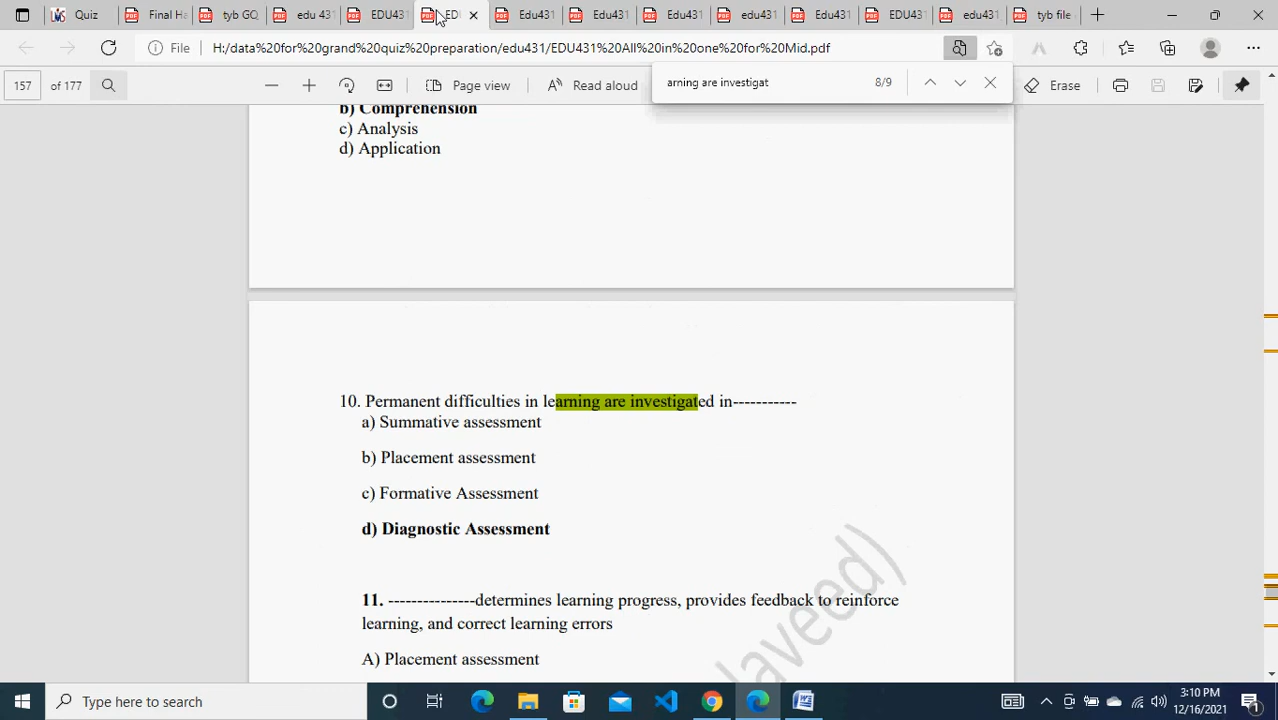 Quiz
Final Ha
tyb GQ
edu 431
EDU431
EDU
Edu431
Edu431
Edu431
edu431
Edu431
EDU431
edu431
tyb file
File
H:/data%20for%20grand%20quiz%20preparation/edu431/EDU431%20All%20in%20one%20for%20Mid.pdf
157 of 177
Page view
Read aloud
arning are investigat 8/9
Erase
b) Comprehension
c) Analysis
d) Application
10. Permanent difficulties in learning are investigated in-----------
a) Summative assessment
b) Placement assessment
c) Formative Assessment
d) Diagnostic Assessment
11. ---------------determines learning progress, provides feedback to reinforce
learning, and correct learning errors
A) Placement assessment
Type here to search
3:10 PM
12/16/2021